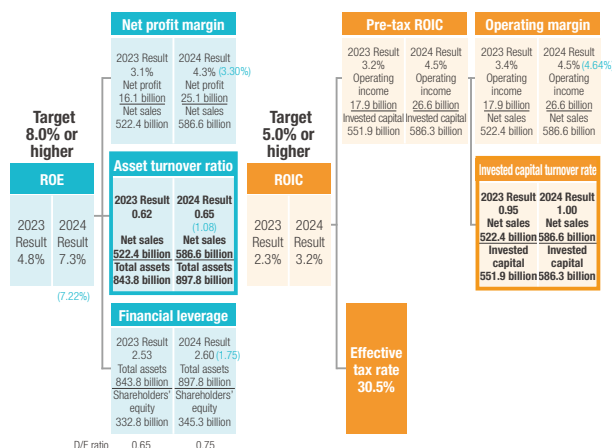 Target
8.0% or
higher
ROE
2023
Result
4.8%
2024
Result
7.3%
(7.22%)
Net profit margin
2023 Result
3.1%
Net profit
16.1 billion
Net sales
522.4 billion
2024 Result
4.3% (3.30%)
Net profit
25.1 billion
Net sales
586.6 billion
Asset turnover ratio
2023 Result
0.62
Net sales
522.4 billion
Total assets
843.8 billion
2024 Result
0.65
(1.08)
Net sales
586.6 billion
Total assets
897.8 billion
Financial leverage
2023 Result
2.53
Total assets
843.8 billion
Shareholders'
equity
332.8 billion
2024 Result
2.60 (1.75)
Total assets
897.8 billion
Shareholders'
equity
345.3 billion
D/E ratio 0.65 0.75
Target
5.0% or
higher
ROIC
2023
Result
2.3%
2024
Result
3.2%
Pre-tax ROIC
2023 Result
3.2%
Operating
income
17.9 billion
Invested capital
551.9 billion
2024 Result
4.5%
Operating
income
26.6 billion
Invested capital
586.3 billion
Effective
tax rate
30.5%
Operating margin
2023 Result
3.4%
Operating
income
17.9 billion
Net sales
522.4 billion
2024 Result
4.5% (4.64%
Operating
income
26.6 billion
Net sales
586.6 billion
Invested capital turnover rate
2023 Result
0.95
Net sales
522.4 billion
Invested
capital
551.9 billion
2024 Result
1.00
Net sales
586.6 billion
Invested
capital
586.3 billion